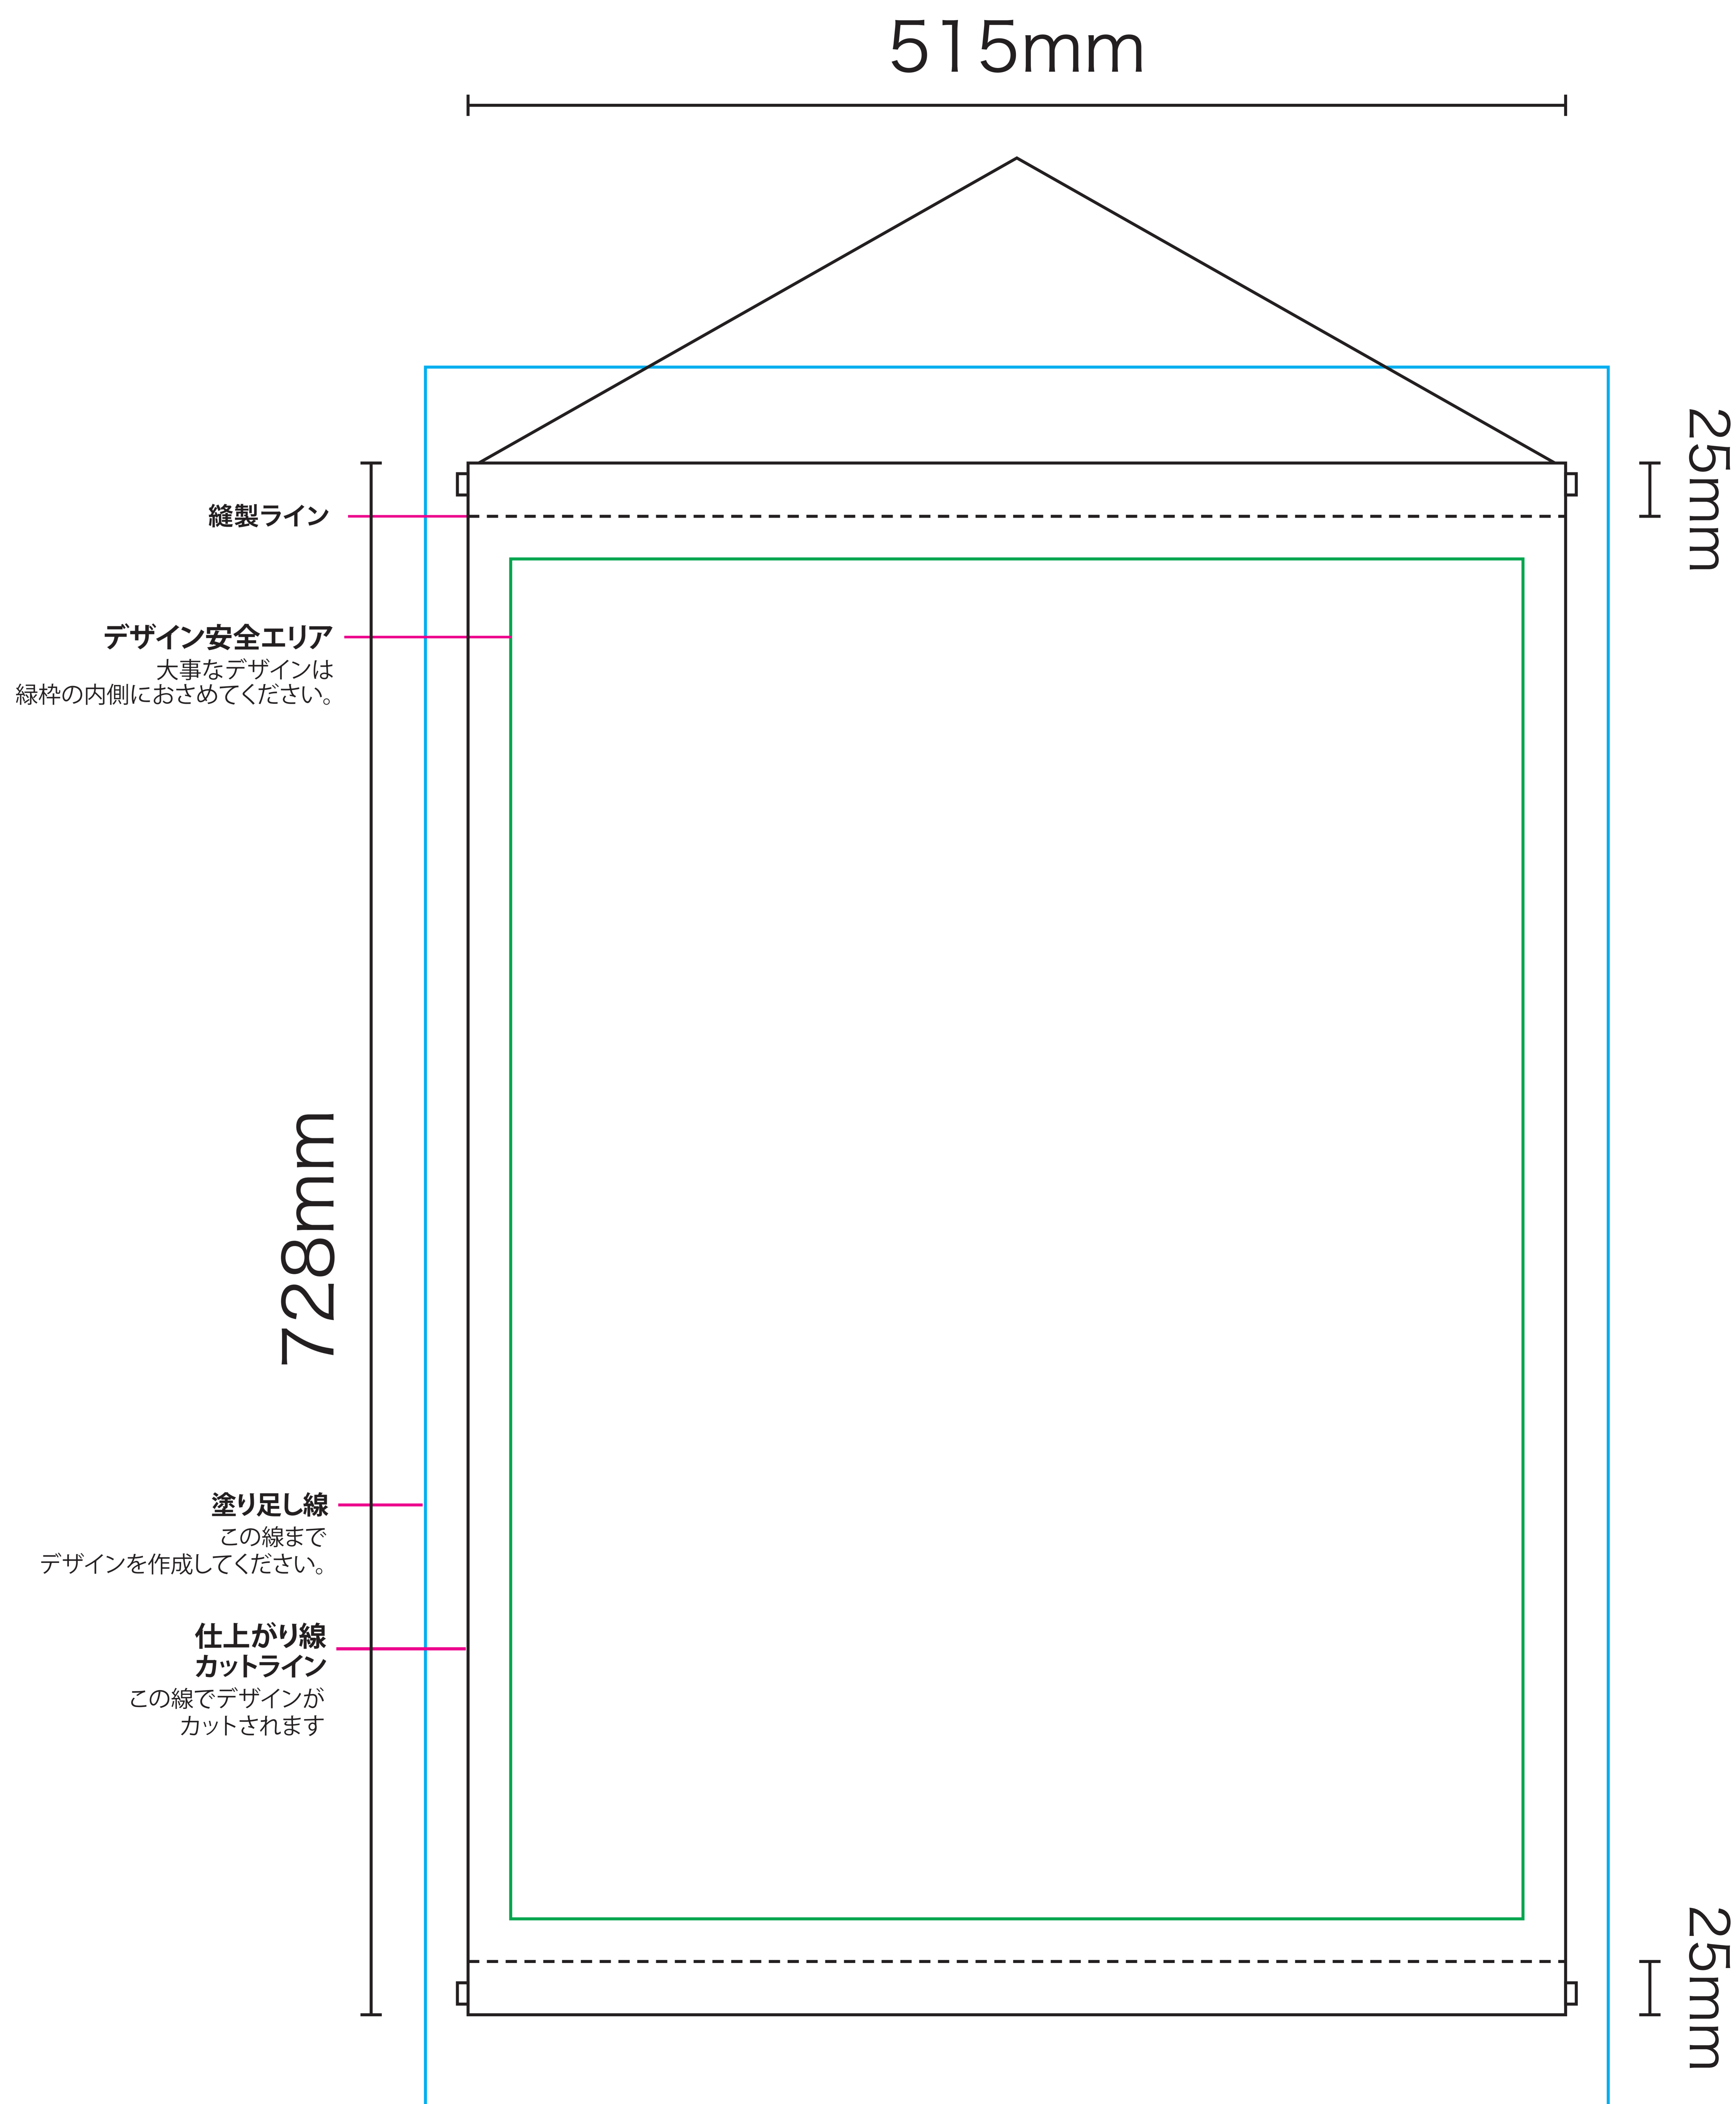 515mm
25mm
縫製ライン
デザイン安全エリア
大事なデザインは
緑枠の内側におさめてください。
728mm
塗り足し線
この線まで
デザインを作成してください。
仕上がり線
カットライン
この線でデザインが
カットされます
25mm